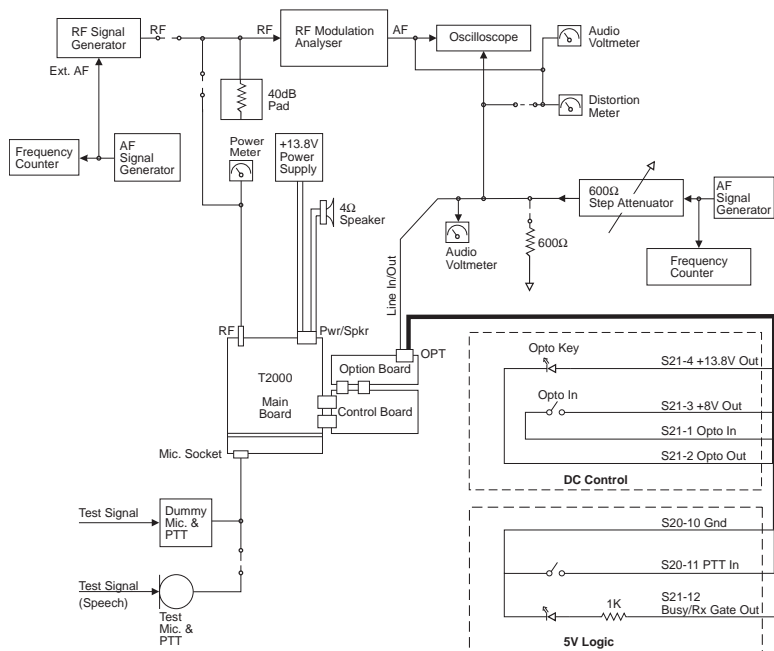 RF Signal
Generator
RF
RF
RF Modulation
Analyser
AF
Oscilloscope
Audio
Voltmeter
Ext. AF
40dB
Pad
Distortion
Meter
Frequency
Counter
AF
Signal
Generator
Power
Meter
+13.8V
Power
Supply
4Ω
Speaker
600Ω
Step Attenuator
AF
Signal
Generator
Audio
Voltmeter
600Ω
Frequency
Counter
Line In/Out
RF
Pwr/Spkr
OPT
T2000
Main
Board
Option Board
Control Board
Mic. Socket
Opto Key
S21-4 +13.8V Out
Opto In
S21-3 +8V Out
S21-1 Opto In
S21-2 Opto Out
DC Control
Test Signal
Dummy
Mic. &
PTT
Test Signal
(Speech)
Test
Mic. &
PTT
S20-10 Gnd
S20-11 PTT In
S21-12
Busy/Rx Gate Out
1K
5V Logic